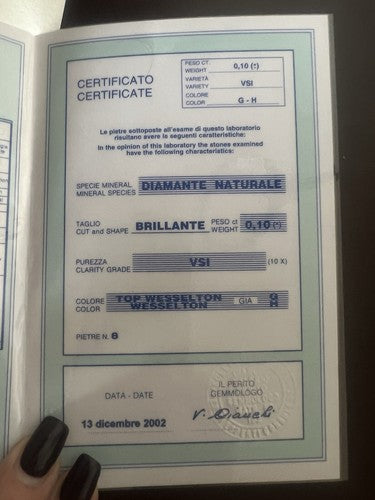 CERTIFICATO
CERTIFICATE
PESO CT.
WEIGHT 0,10 (*)
VARIETÀ
VARIETY VSI
COLORE
COLOR G - H
Le pietre sottoposte all'esame di questo laboratorio
risultano avere le seguenti caratteristiche:
In the opinion of this laboratory the stones examined
have the following characteristics:
SPECIE MINERAL
MINERAL SPECIES DIAMANTE NATURALE
TAGLIO
CUT and SHAPE BRILLANTE PESO ct
WEIGHT 0,10 (*)
PUREZZA
CLARITY GRADE VSI (10 X)
COLORE
COLOR TOP WESSELTON
WESSELTON GIA G
H
PIETRE N. 8
DATA - DATE
13 dicembre 2002
IL PERITO
GEMMOLOGO
V. Bianchi